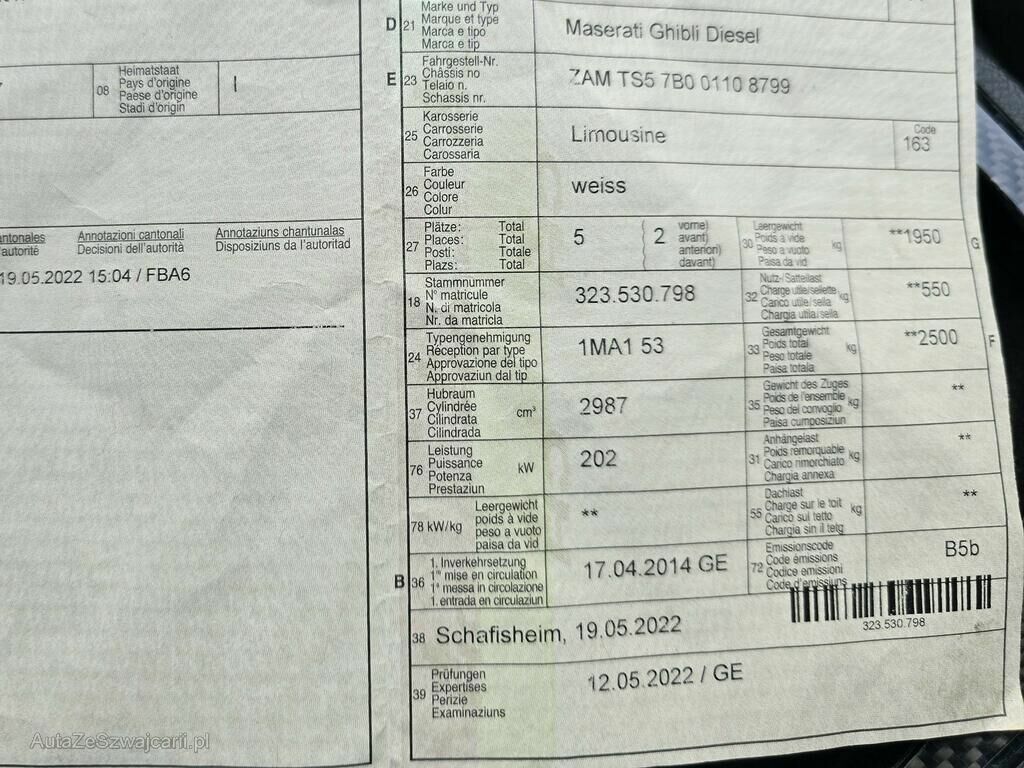 08
Heimatstaat
Pays d'origine
Paese d'origine
Stadi d'origin
I
Annotazioni cantonali
Decisioni dell'autorità
Annotaziuns chantunalas
Disposiziuns da l'autoritad
19.05.2022 15:04 / FBA6
D
21
Marke und Typ
Marque et type
Marca e tipo
Marca e tip
Maserati Ghibli Diesel
E
23
Fahrgestell-Nr.
Châssis no
Telaio n.
Schassis nr.
ZAM TS5 7B0 0110 8799
25
Karosserie
Carrosserie
Carrozzeria
Carossaria
Limousine
Code
163
26
Farbe
Couleur
Colore
Colur
weiss
27
Plätze: Total
Places: Total
Posti: Totale
Plazs: Total
5
2
vorne)
avant)
anteriori)
davant)
30
Leergewicht
Poids à vide
Peso a vuoto
Paisa da vid
kg
**1950
G
18
Stammnummer
N° matricule
N. di matricola
Nr. da matricla
323.530.798
32
Nutz-/Sattellast
Charge utile/sellette
Carico utile/sella
Chargia utila/sella
kg
**550
24
Typengenehmigung
Réception par type
Approvazione del tipo
Approvaziun dal tip
1MA1 53
33
Gesamtgewicht
Poids total
Peso totale
Paisa totala
kg
**2500
F
37
Hubraum
Cylindrée
Cilindrata
Cilindrada
cm³
2987
35
Gewicht des Zuges
Poids de l'ensemble
Peso del convoglio
Paisa cumposiziun
kg
**
76
Leistung
Puissance
Potenza
Prestaziun
kW
202
31
Anhängelast
Poids remorquable
Carico rimorchiato
Chargia annexa
kg
**
78 kW/kg
Leergewicht
poids à vide
peso a vuoto
paisa da vid
**
55
Dachlast
Charge sur le toit
Carico sul tetto
Chargia sin il tetg
kg
**
B
36
1. Inverkehrsetzung
1re mise en circulation
1a messa in circolazione
1. entrada en circulaziun
17.04.2014 GE
72
Emissionscode
Code émissions
Codice emissioni
Code d'emissiuns
B5b
323.530.798
38
Schafisheim, 19.05.2022
39
Prüfungen
Expertises
Perizie
Examinaziuns
12.05.2022 / GE
AutaZeSzwajcarii.pl